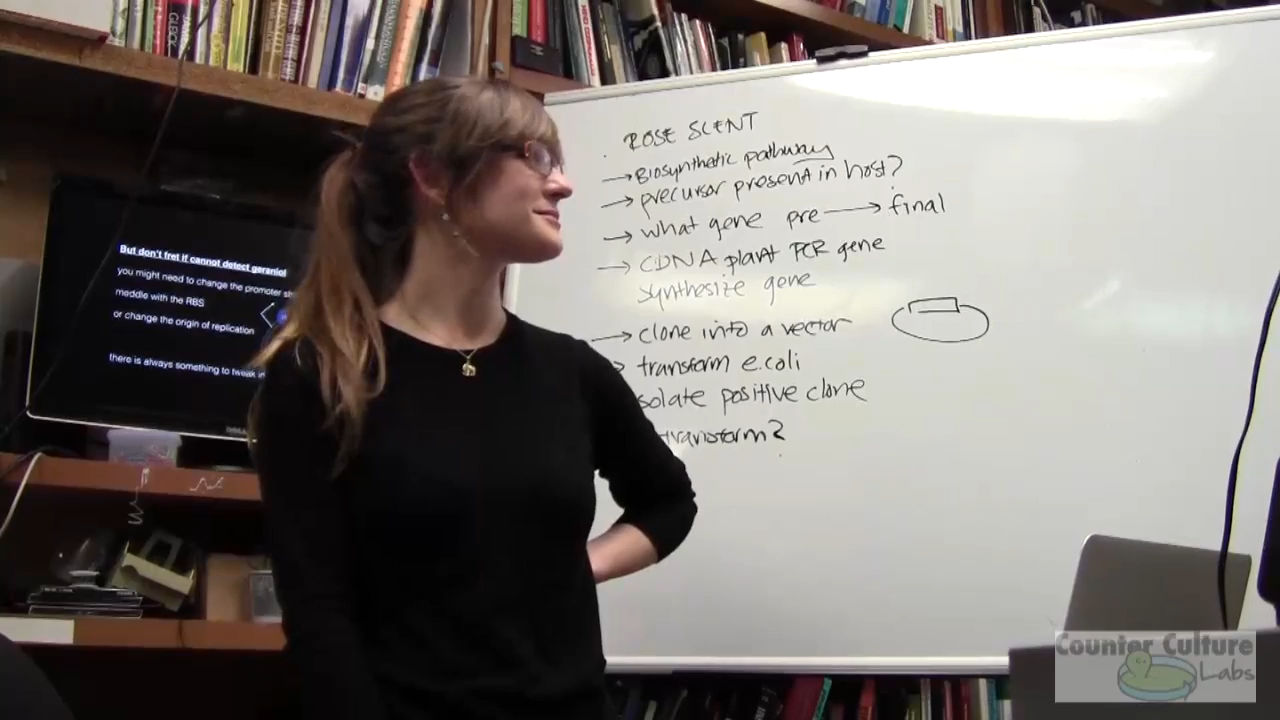 ROSE SCENT
→ Biosynthetic pathway
→ precursor present in host?
→ what gene pre → final
→ CDNA plant PCR gene
synthesize gene
→ clone into a vector
transform e.coli
solate positive clone
transform?
But don't fret if cannot detect geraniol
you might need to change the promoter
meddle with the RBS
or change the origin of replication
there is always something to tweak
Counter Culture
Labs